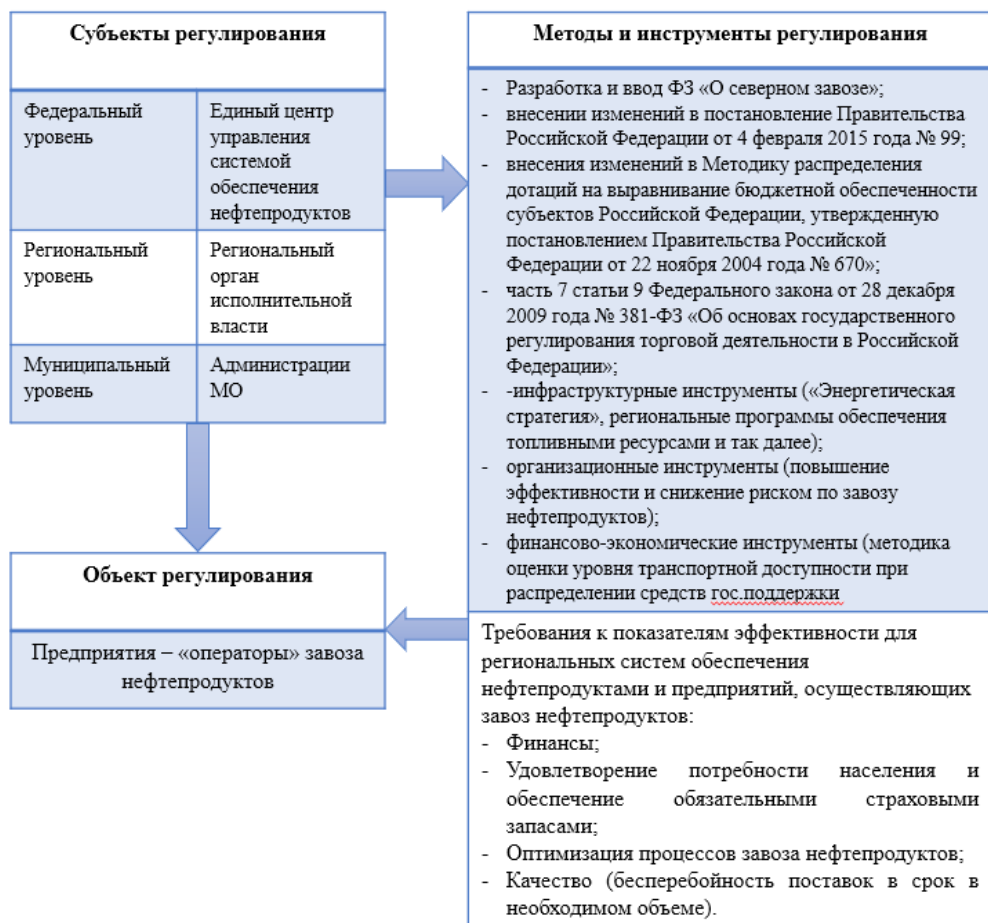 Субъекты регулирования
Федеральный
уровень
Единый центр
управления
системой
обеспечения
нефтепродуктов
Региональный
уровень
Региональный
орган
исполнительной
власти
Муниципальный
уровень
Администрации
МО
Объект регулирования
Предприятия – «операторы» завоза
нефтепродуктов
Методы и инструменты регулирования
- Разработка и ввод ФЗ «О северном завозе»;
- внесении изменений в постановление Правительства
Российской Федерации от 4 февраля 2015 года № 99;
- внесения изменений в Методику распределения
дотаций на выравнивание бюджетной обеспеченности
субъектов Российской Федерации, утвержденную
постановлением Правительства Российской
Федерации от 22 ноября 2004 года № 670»;
- часть 7 статьи 9 Федерального закона от 28 декабря
2009 года № 381-ФЗ «Об основах государственного
регулирования торговой деятельности в Российской
Федерации»;
- -инфраструктурные инструменты («Энергетическая
стратегия», региональные программы обеспечения
топливными ресурсами и так далее);
- организационные инструменты (повышение
эффективности и снижение риском по завозу
нефтепродуктов);
- финансово-экономические инструменты (методика
оценки уровня транспортной доступности при
распределении средств гос.поддержки
Требования к показателям эффективности для
региональных систем обеспечения
нефтепродуктами и предприятий, осуществляющих
завоз нефтепродуктов:
- Финансы;
- Удовлетворение потребности населения и
обеспечение обязательными страховыми
запасами;
- Оптимизация процессов завоза нефтепродуктов;
- Качество (бесперебойность поставок в срок в
необходимом объеме).